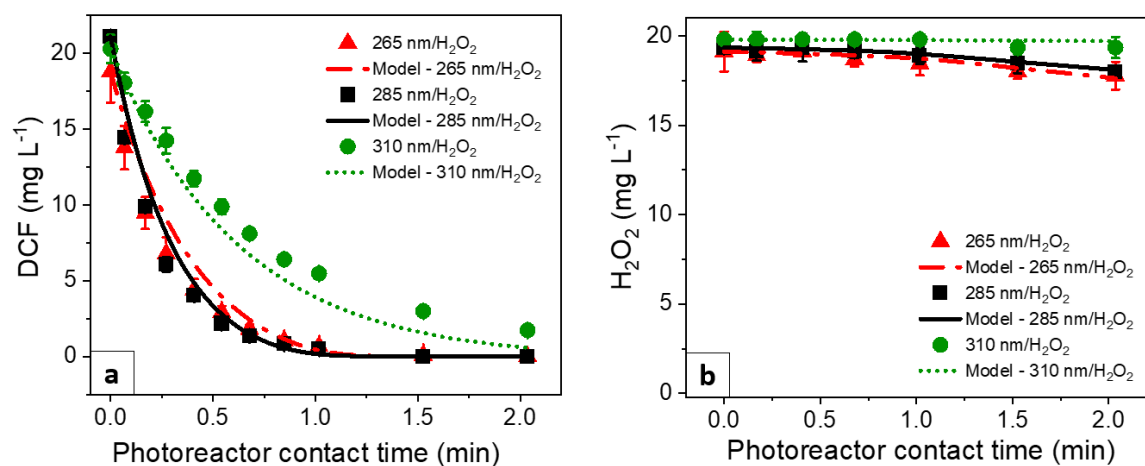 20
15
10
5
0
DCF (mg L⁻¹)
265 nm/H₂O₂
Model - 265 nm/H₂O₂
285 nm/H₂O₂
Model - 285 nm/H₂O₂
310 nm/H₂O₂
Model - 310 nm/H₂O₂
a
0.0 0.5 1.0 1.5 2.0
Photoreactor contact time (min)
20
15
10
5
0
H₂O₂ (mg L⁻¹)
265 nm/H₂O₂
Model - 265 nm/H₂O₂
285 nm/H₂O₂
Model - 285 nm/H₂O₂
310 nm/H₂O₂
Model - 310 nm/H₂O₂
b
0.0 0.5 1.0 1.5 2.0
Photoreactor contact time (min)